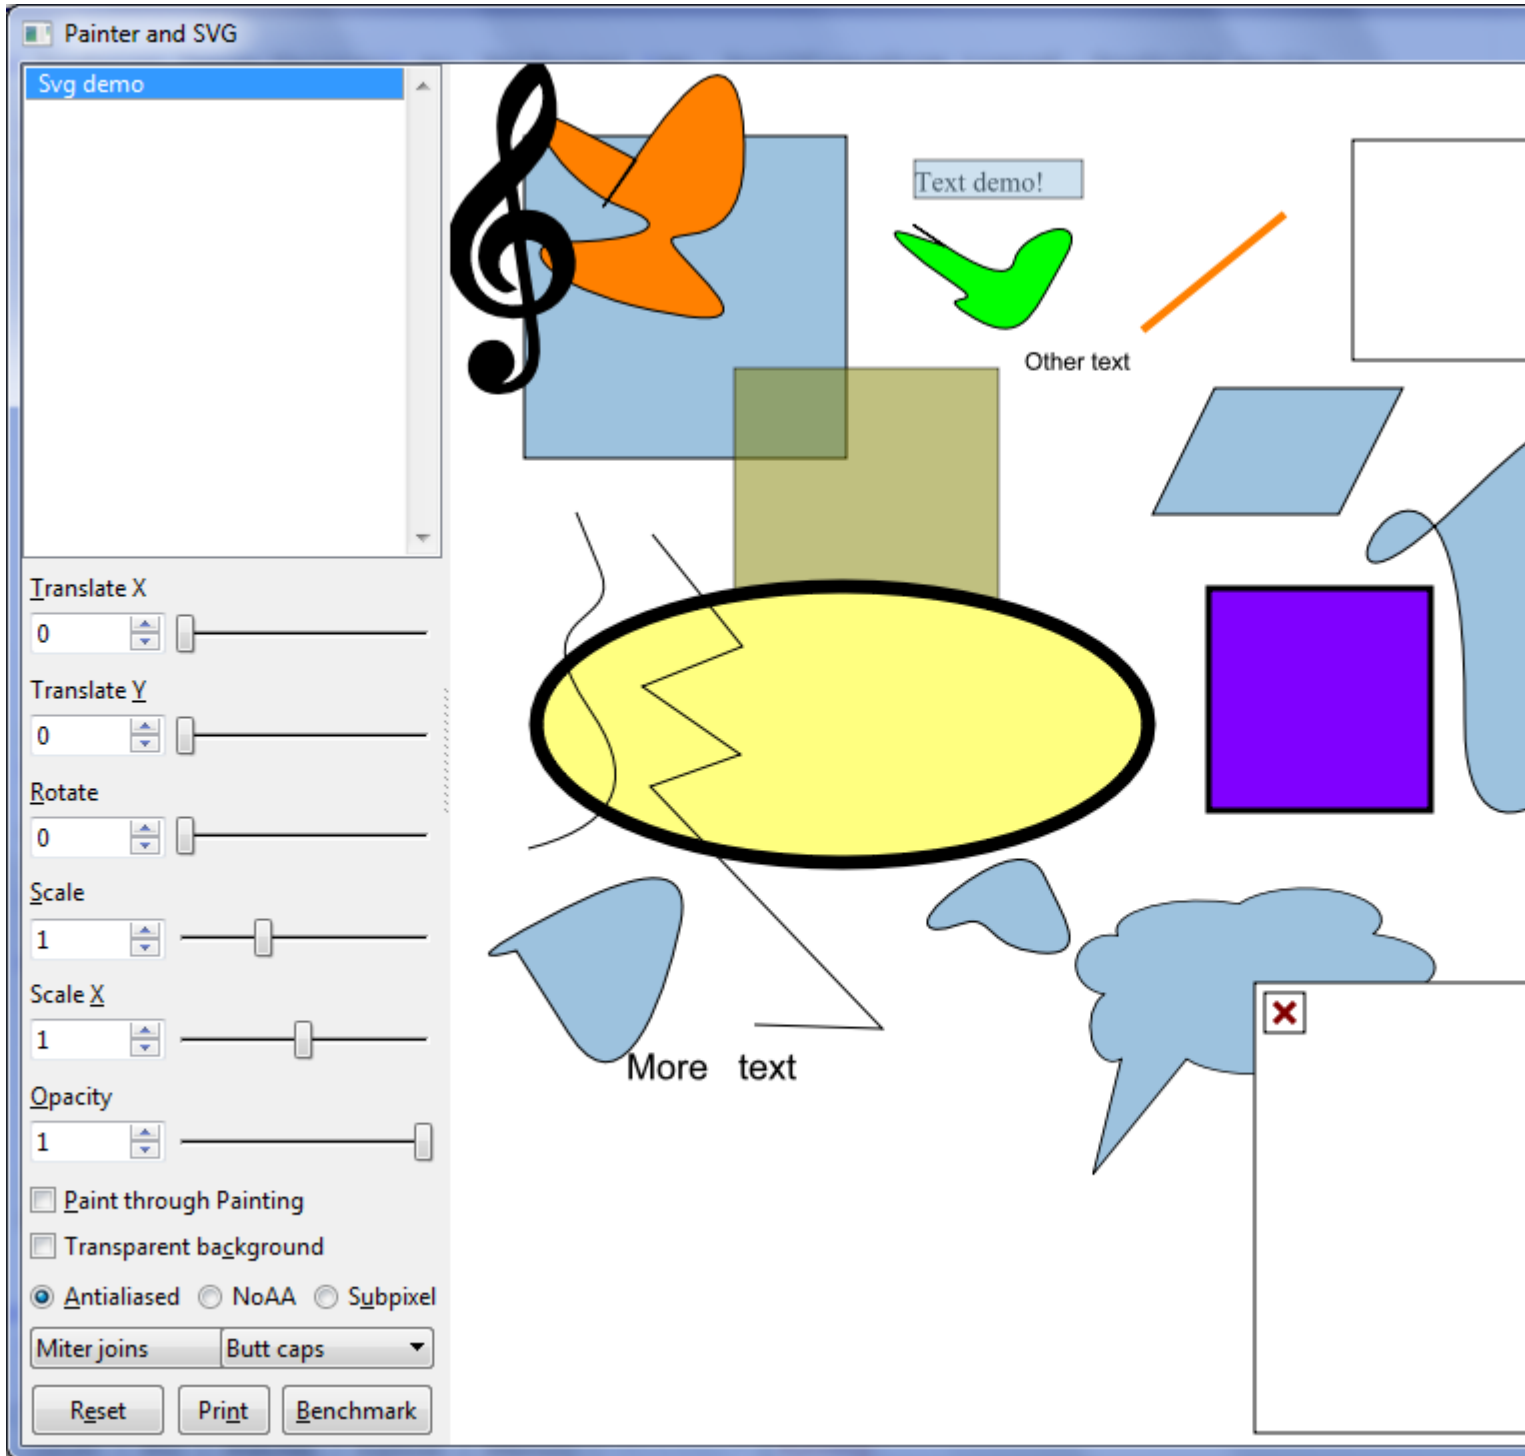 Painter and SVG
Svg demo
Translate X
0
Translate Y
0
Rotate
0
Scale
1
Scale X
1
Opacity
1
Paint through Painting
Transparent background
Antialiased NoAA Subpixel
Miter joins Butt caps
Reset Print Benchmark
Text demo!
Other text
More text